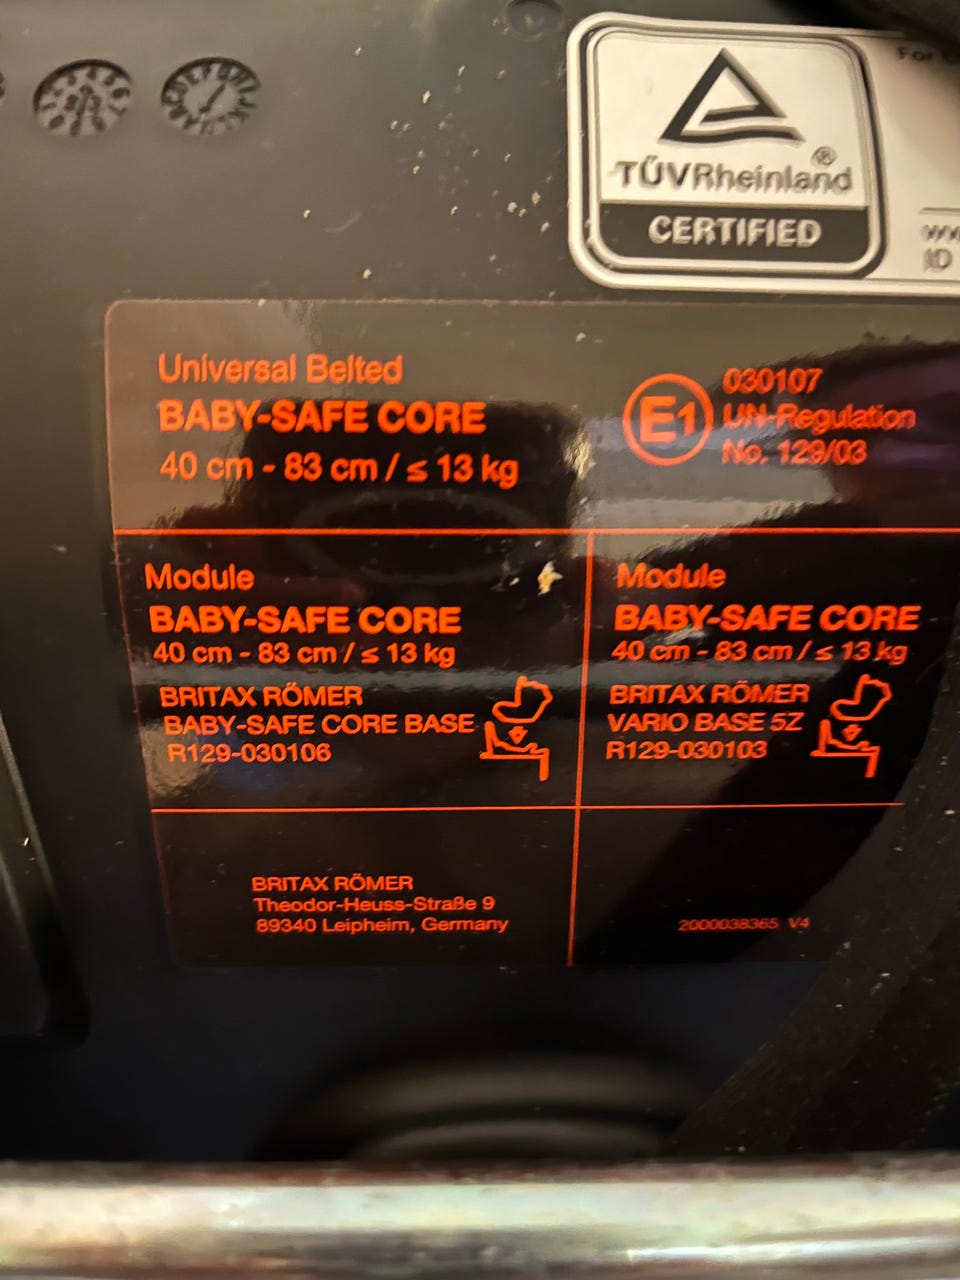 For
TÜVRheinland®
CERTIFIED
ID
Universal Belted
BABY-SAFE CORE
40 cm - 83 cm / ≤ 13 kg
E1
030107
UN-Regulation
No. 129/03
Module
BABY-SAFE CORE
40 cm - 83 cm / ≤ 13 kg
BRITAX RÖMER
BABY-SAFE CORE BASE
R129-030106
Module
BABY-SAFE CORE
40 cm - 83 cm / ≤ 13 kg
BRITAX RÖMER
VARIO BASE 5Z
R129-030103
BRITAX RÖMER
Theodor-Heuss-Straße 9
89340 Leipheim, Germany
2000038365 V4